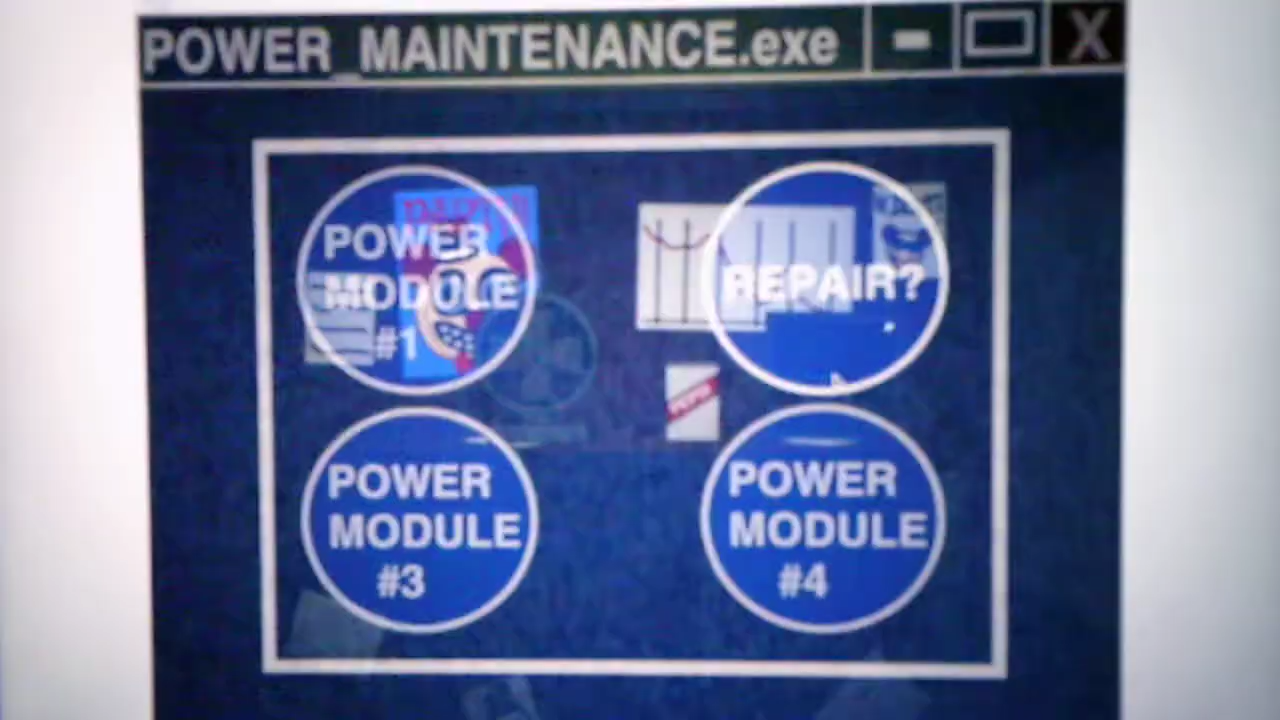 POWER_MAINTENANCE.exe
X
POWER
MODULE
#1
REPAIR?
POWER
MODULE
#3
POWER
MODULE
#4